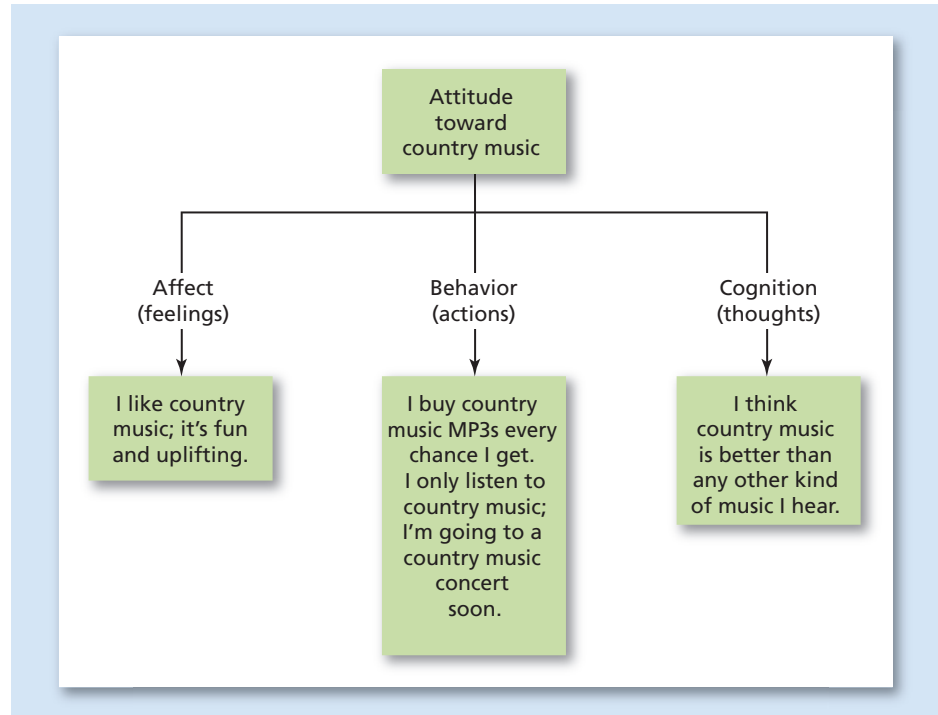 Attitude
toward
country music
Affect
(feelings)
Behavior
(actions)
Cognition
(thoughts)
I like country
music; it's fun
and uplifting.
I buy country
music MP3s every
chance I get.
I only listen to
country music;
I'm going to a
country music
concert
soon.
I think
country music
is better than
any other kind
of music I hear.